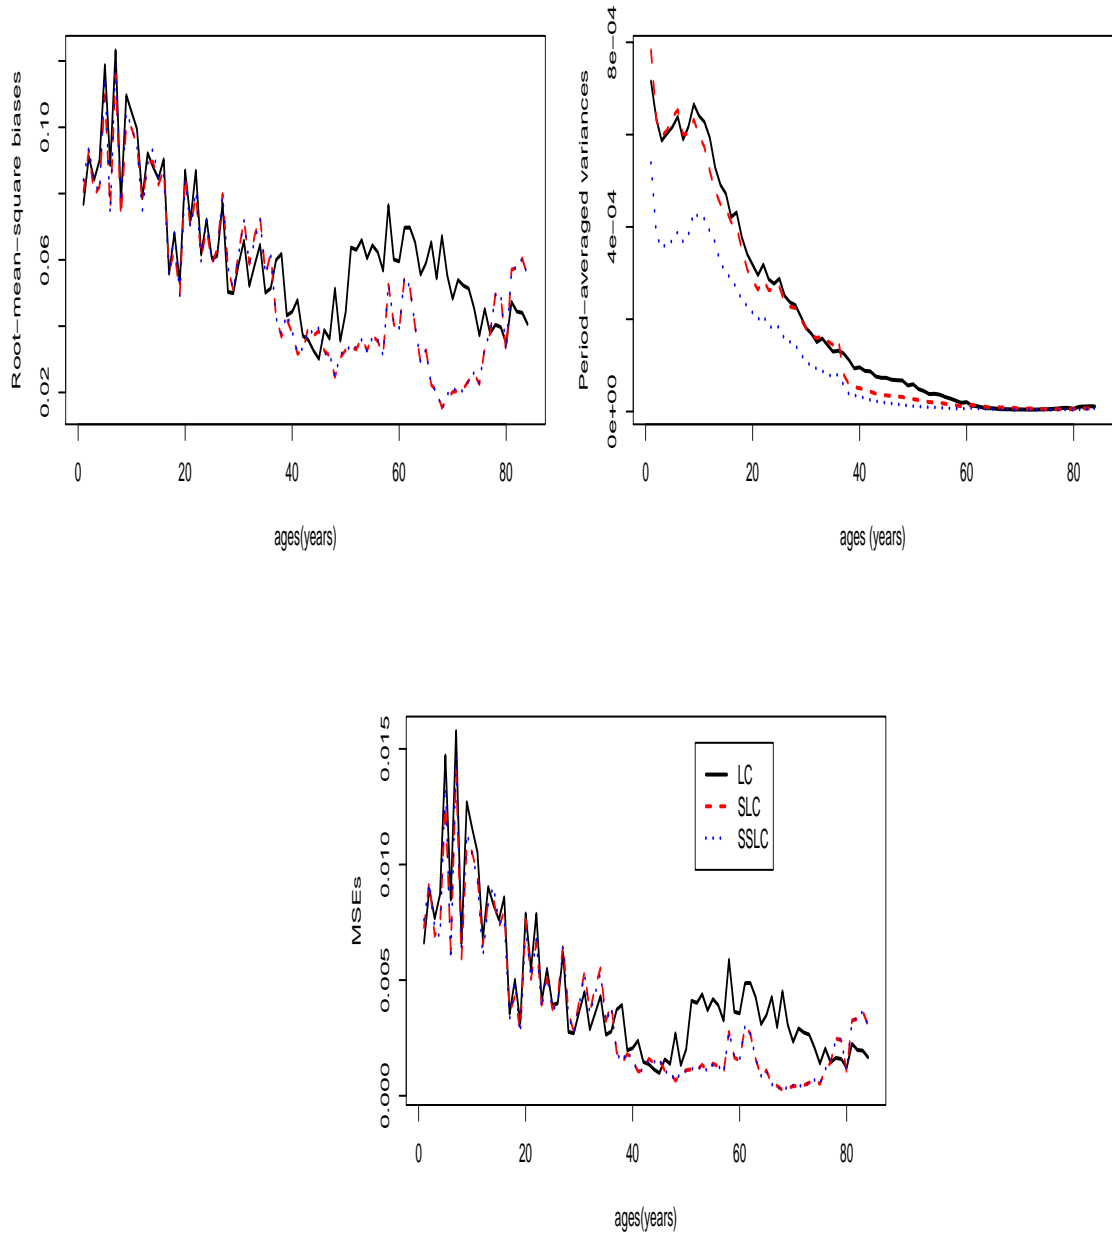 Root−mean−square biases
0.02
0.06
0.10
0
20
40
60
80
ages(years)
Period−averaged variances
0e+00
4e−04
8e−04
0
20
40
60
80
ages (years)
MSEs
0.000
0.005
0.010
0.015
LC
SLC
SSLC
0
20
40
60
80
ages(years)